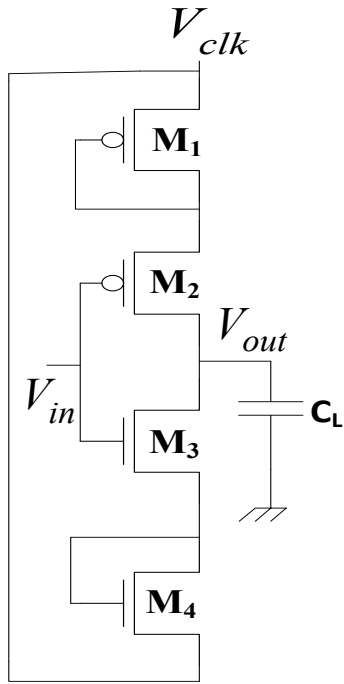 V_clk
M₁
M₂
V_out
V_in
C_L
M₃
M₄